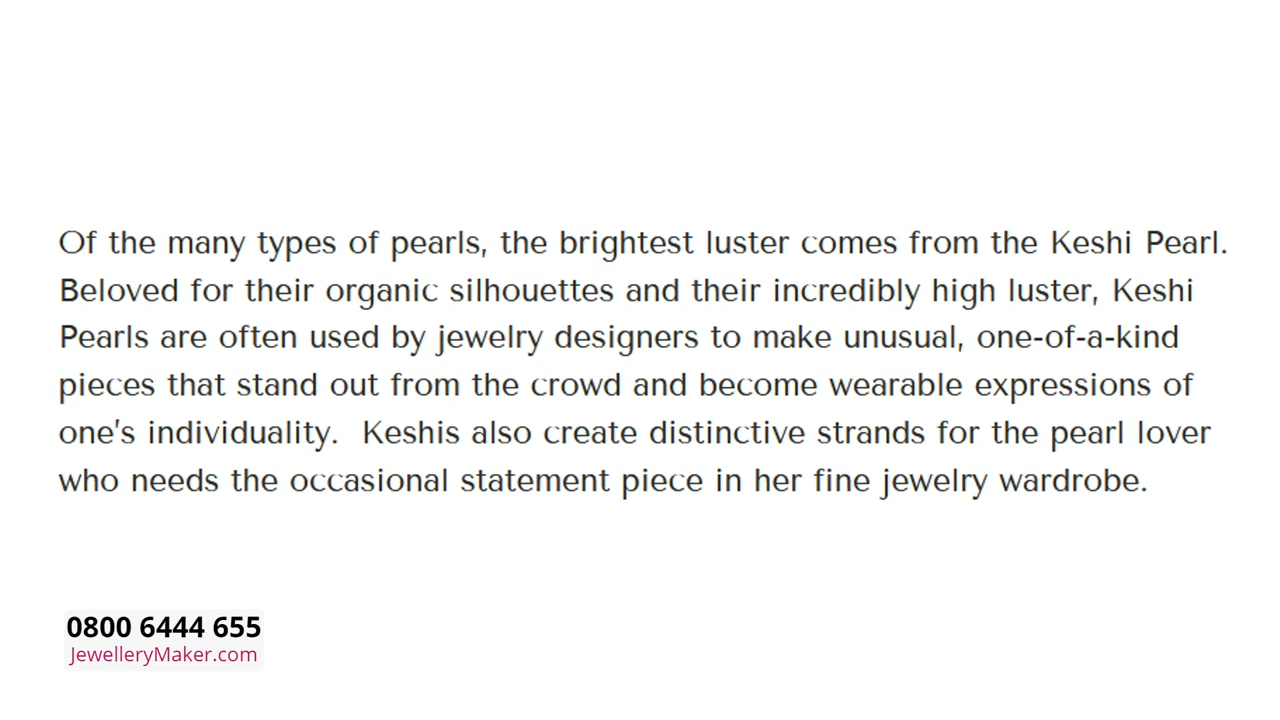 Of the many types of pearls, the brightest luster comes from the Keshi Pearl.
Beloved for their organic silhouettes and their incredibly high luster, Keshi
Pearls are often used by jewelry designers to make unusual, one-of-a-kind
pieces that stand out from the crowd and become wearable expressions of
one's individuality.  Keshis also create distinctive strands for the pearl lover
who needs the occasional statement piece in her fine jewelry wardrobe.
0800 6444 655
JewelleryMaker.com